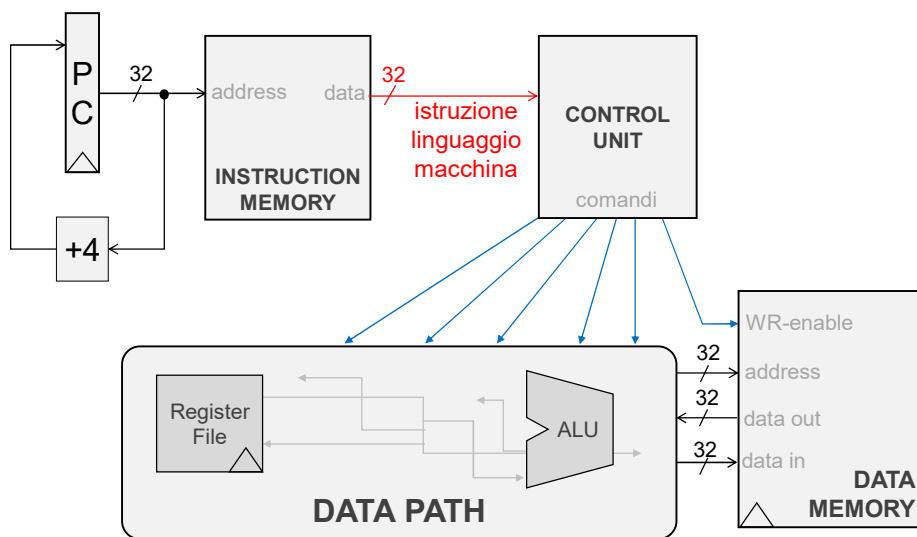 P
C
32
address
data
INSTRUCTION
MEMORY
32
istruzione
linguaggio
macchina
CONTROL
UNIT
comandi
+4
WR-enable
32
address
32
data out
32
data in
DATA
MEMORY
Register
File
ALU
DATA PATH